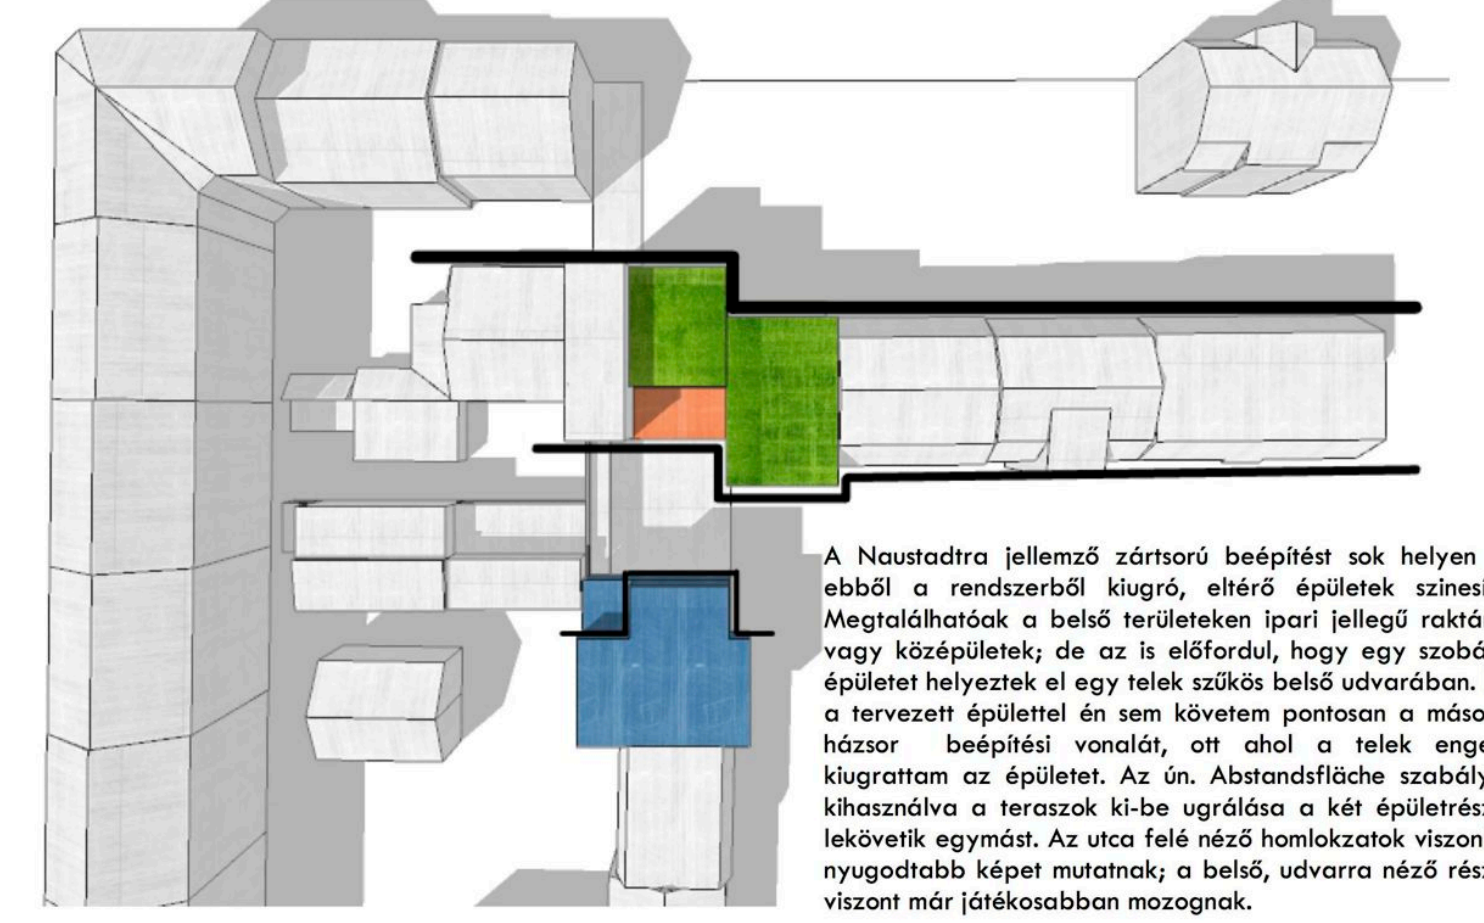 A Naustadtra jellemző zártsorú beépítést sok helyen
ebből a rendszerből kiugró, eltérő épületek
Megtalálhatóak a belső területeken ipari jellegű
vagy középületek; de az is előfordul, hogy egy
épületet helyeztek el egy telek szűkös belső udvarában.
a tervezett épülettel én sem követem pontosan a
házsor beépítési vonalát, ott ahol a telek
kiugrattam az épületet. Az ún. Abstandsfläche
kihasználva a teraszok ki-be ugrálása a két
lekövetik egymást. Az utca felé néző homlokzatok
nyugodtabb képet mutatnak; a belső, udvarra néző
viszont már játékosabban mozognak.